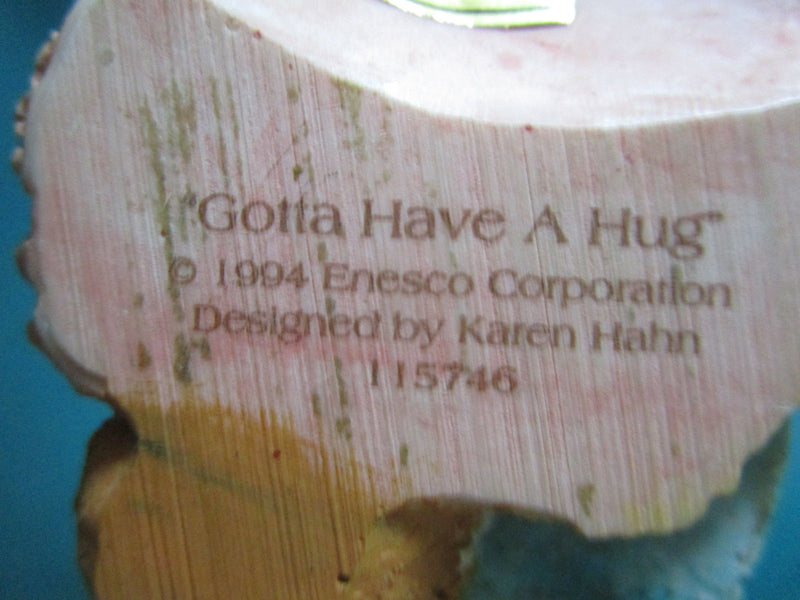 "Gotta Have A Hug"
© 1994 Enesco Corporation
Designed by Karen Hahn
115746